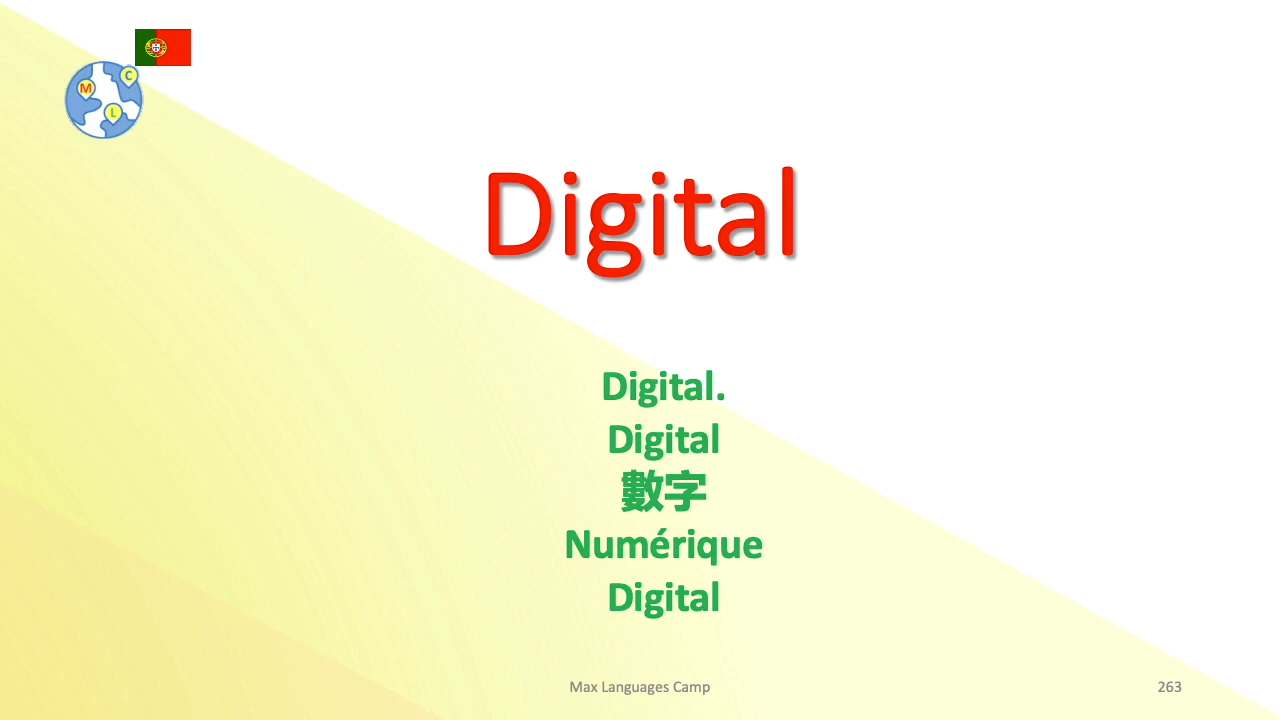 C
M
L
Digital
Digital.
Digital
數字
Numérique
Digital
Max Languages Camp
263